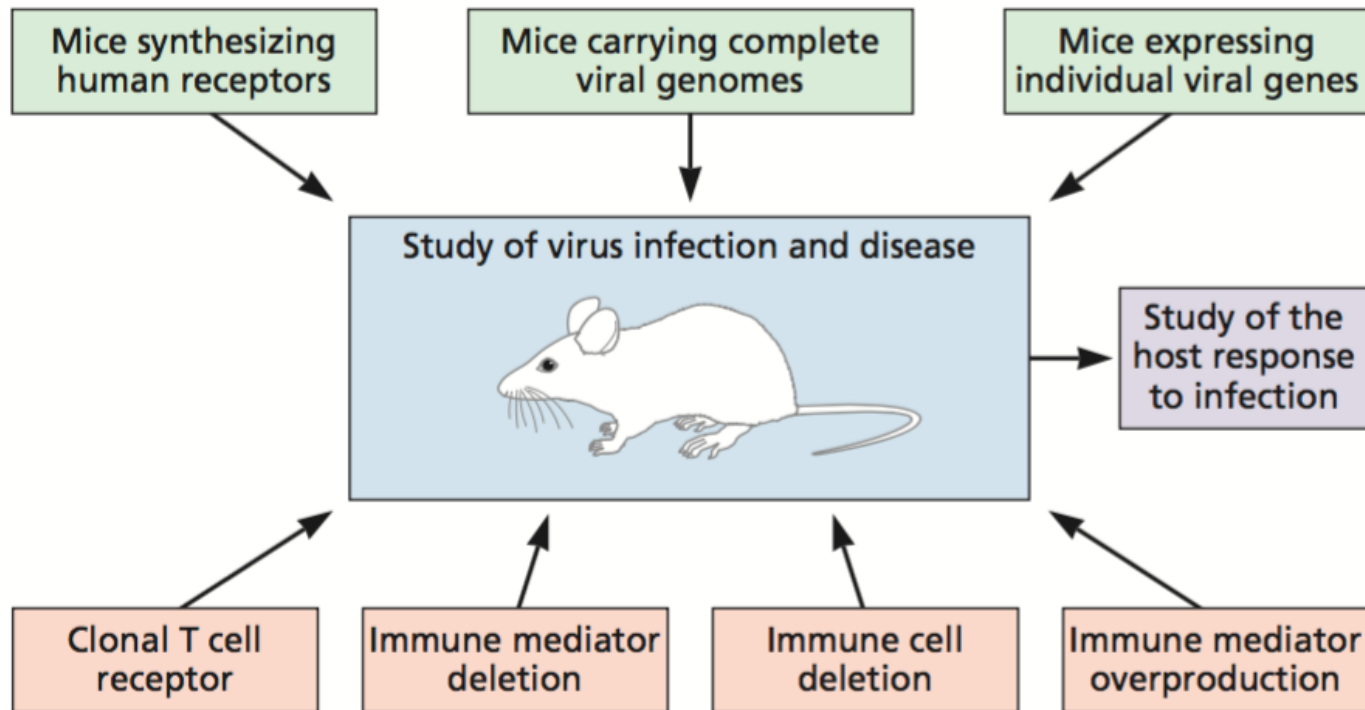 Mice synthesizing
human receptors
Mice carrying complete
viral genomes
Mice expressing
individual viral genes
Study of virus infection and disease
Study of the
host response
to infection
Clonal T cell
receptor
Immune mediator
deletion
Immune cell
deletion
Immune mediator
overproduction